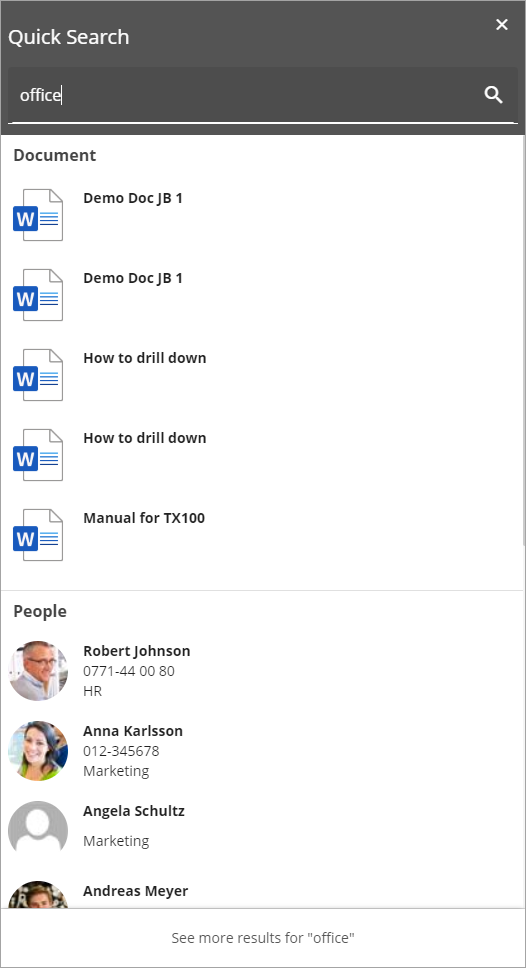 Quick Search
office
Document
W Demo Doc JB 1
W Demo Doc JB 1
W How to drill down
W How to drill down
W Manual for TX100
People
Robert Johnson
0771-44 00 80
HR
Anna Karlsson
012-345678
Marketing
Angela Schultz
Marketing
Andreas Meyer
See more results for "office"